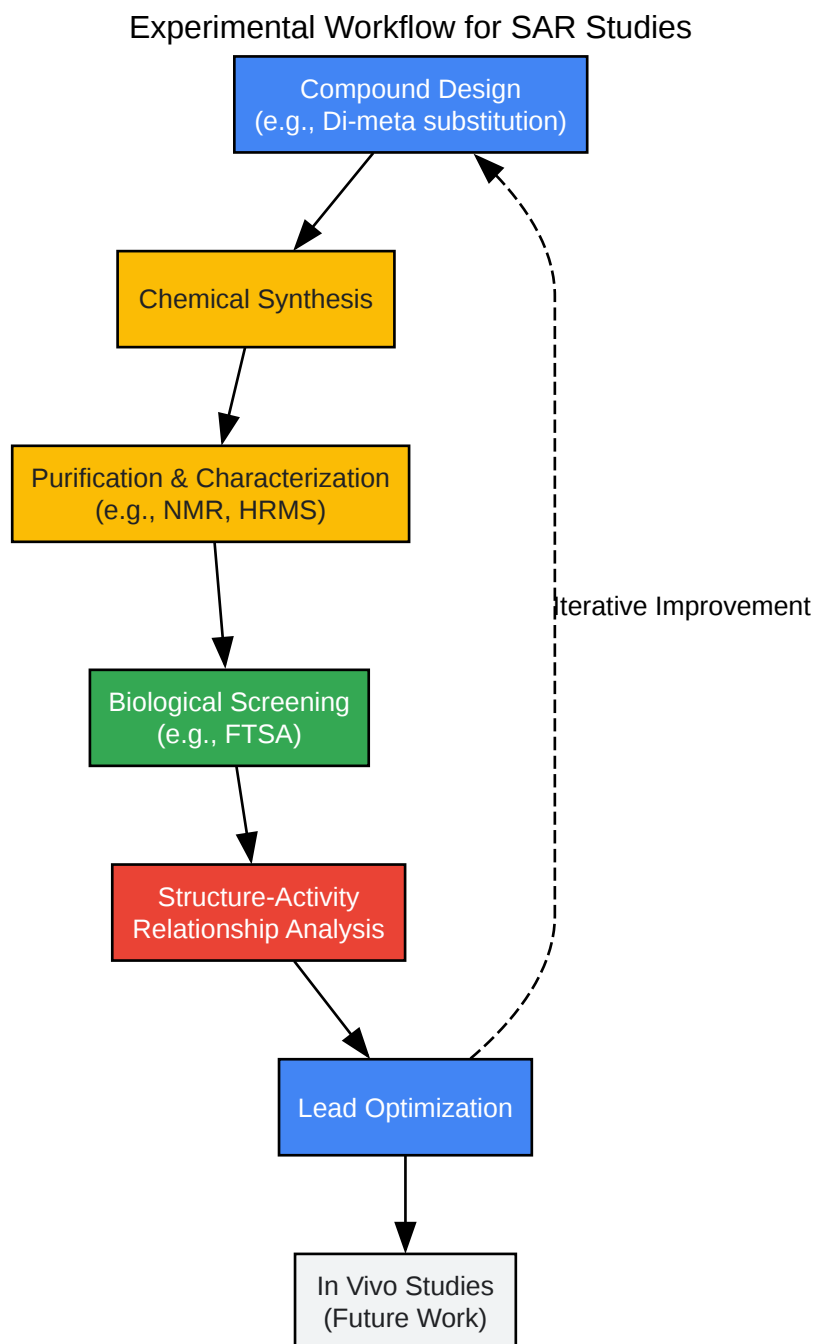 Experimental Workflow for SAR Studies
Compound Design
(e.g., Di-meta substitution)
Chemical Synthesis
Purification & Characterization
(e.g., NMR, HRMS)
Iterative Improvement
Biological Screening
(e.g., FTSA)
Structure-Activity
Relationship Analysis
Lead Optimization
In Vivo Studies
(Future Work)